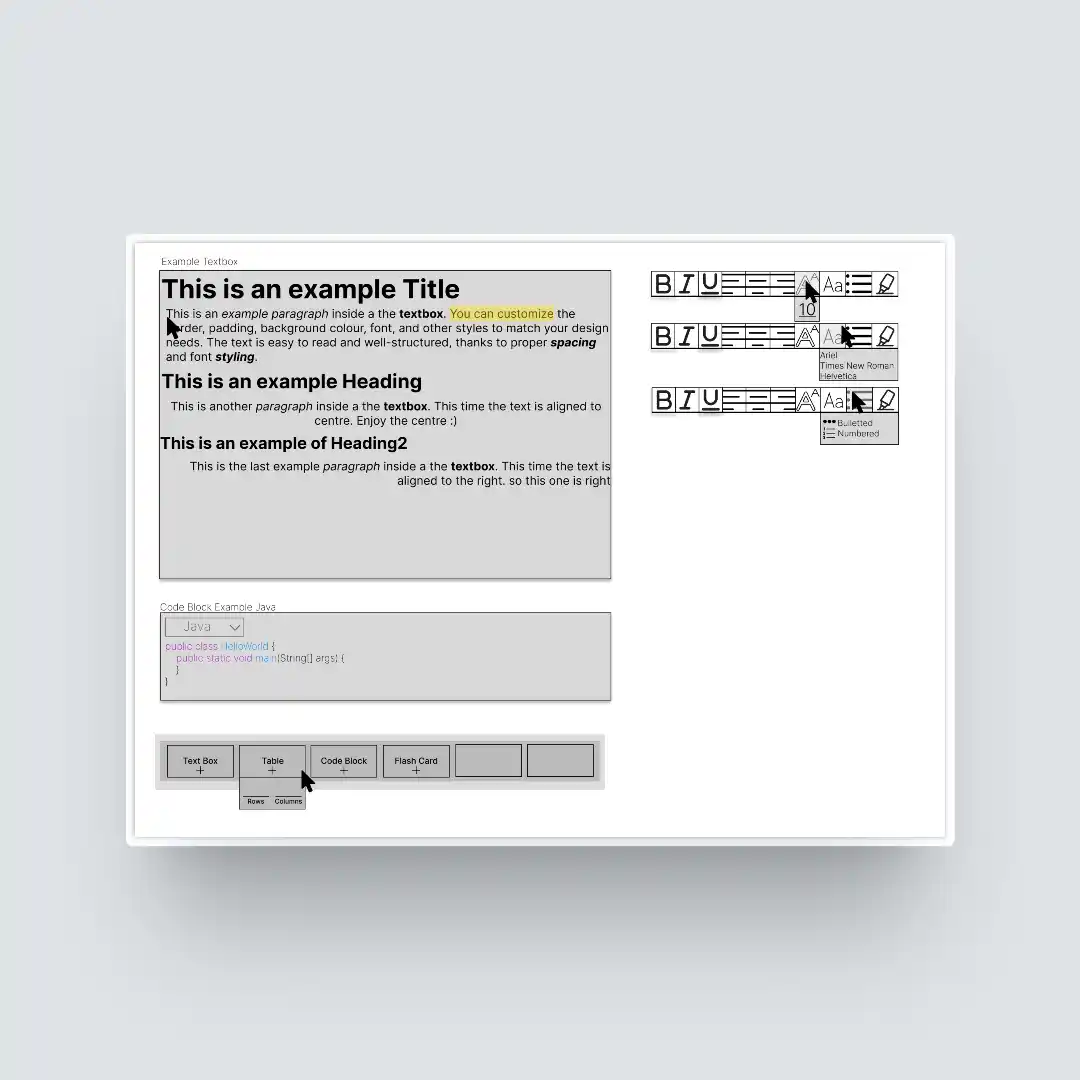 Example Textbox
This is an example Title
This is an example paragraph inside a the textbox. You can customize the
rder, padding, background colour, font, and other styles to match your design
needs. The text is easy to read and well-structured, thanks to proper spacing
and font styling.
This is an example Heading
This is another paragraph inside a the textbox. This time the text is aligned to
centre. Enjoy the centre :)
This is an example of Heading2
This is the last example paragraph inside a the textbox. This time the text is
aligned to the right. so this one is right
B I U A A Aa
10
B I U A A Aa
Ariel
Times New Roman
Helvetica
B I U A A Aa
Bulletted
Numbered
Code Block Example Java
Java
public class HelloWorld {
public static void main(String[] args) {
}
}
Text Box
+
Table
+
Code Block
+
Flash Card
+
Rows Columns